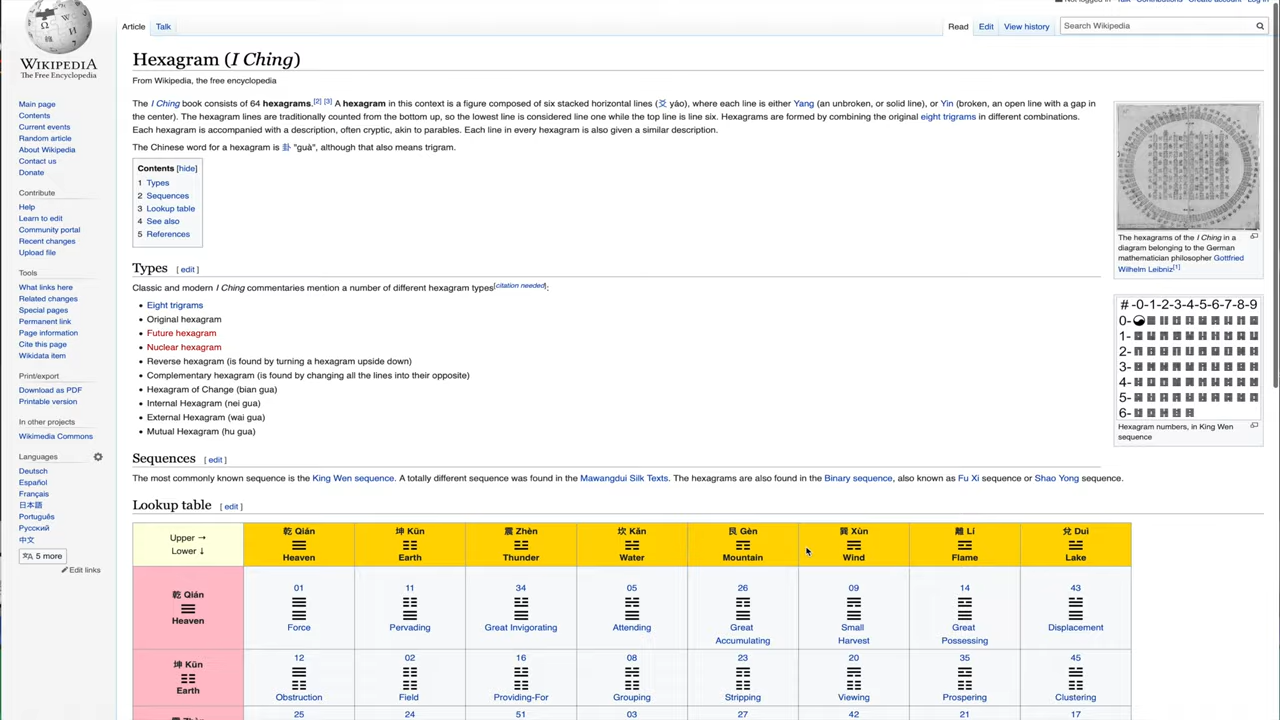 Not logged in Talk Contributions Create account Log in
WIKIPEDIA
The Free Encyclopedia
Main page
Contents
Current events
Random article
About Wikipedia
Contact us
Donate
Contribute
Help
Learn to edit
Community portal
Recent changes
Upload file
Tools
What links here
Related changes
Special pages
Permanent link
Page information
Cite this page
Wikidata item
Print/export
Download as PDF
Printable version
In other projects
Wikimedia Commons
Languages
Deutsch
Español
Français
日本語
Português
Русский
中文
5 more
Edit links
Article Talk
Read Edit View history Search Wikipedia
Hexagram (I Ching)
From Wikipedia, the free encyclopedia
The I Ching book consists of 64 hexagrams.[2] [3] A hexagram in this context is a figure composed of six stacked horizontal lines (爻 yáo), where each line is either Yang (an unbroken, or solid line), or Yin (broken, an open line with a gap in
the center). The hexagram lines are traditionally counted from the bottom up, so the lowest line is considered line one while the top line is line six. Hexagrams are formed by combining the original eight trigrams in different combinations.
Each hexagram is accompanied with a description, often cryptic, akin to parables. Each line in every hexagram is also given a similar description.
The Chinese word for a hexagram is 卦 "guà", although that also means trigram.
Contents [hide]
1 Types
2 Sequences
3 Lookup table
4 See also
5 References
The hexagrams of the I Ching in a
diagram belonging to the German
mathematician philosopher Gottfried
Wilhelm Leibniz[1]
# -0-1-2-3-4-5-6-7-8-9
0-
1-
2-
3-
4-
5-
6-
Hexagram numbers, in King Wen
sequence
Types [ edit ]
Classic and modern I Ching commentaries mention a number of different hexagram types[citation needed]:
• Eight trigrams
• Original hexagram
• Future hexagram
• Nuclear hexagram
• Reverse hexagram (is found by turning a hexagram upside down)
• Complementary hexagram (is found by changing all the lines into their opposite)
• Hexagram of Change (bian gua)
• Internal Hexagram (nei gua)
• External Hexagram (wai gua)
• Mutual Hexagram (hu gua)
Sequences [ edit ]
The most commonly known sequence is the King Wen sequence. A totally different sequence was found in the Mawangdui Silk Texts. The hexagrams are also found in the Binary sequence, also known as Fu Xi sequence or Shao Yong sequence.
Lookup table [ edit ]
Upper →
Lower ↓
乾 Qián ☰ Heaven
坤 Kūn ☷ Earth
震 Zhèn ☳ Thunder
坎 Kǎn ☵ Water
艮 Gèn ☶ Mountain
巽 Xùn ☴ Wind
離 Lí ☲ Flame
兌 Duì ☱ Lake
乾 Qián ☰ Heaven
01 ䷀ Force
11 ䷊ Pervading
34 ䷡ Great Invigorating
05 ䷄ Attending
26 ䷙ Great Accumulating
09 ䷈ Small Harvest
14 ䷍ Great Possessing
43 ䷪ Displacement
坤 Kūn ☷ Earth
12 ䷋ Obstruction
02 ䷁ Field
16 ䷏ Providing-For
08 ䷇ Grouping
23 ䷖ Stripping
20 ䷓ Viewing
35 ䷢ Prospering
45 ䷬ Clustering
25 24 51 03 27 42 21 17